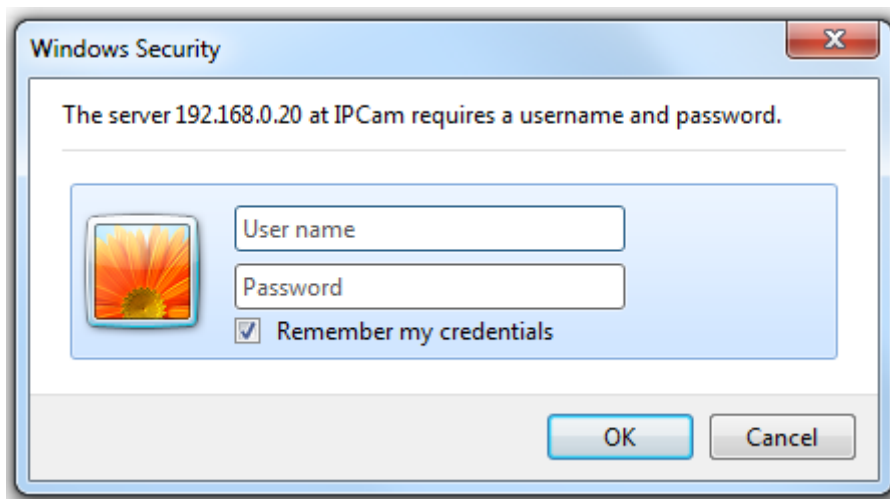 Windows Security
The server 192.168.0.20 at IPCam requires a username and password.
User name
Password
Remember my credentials
OK
Cancel